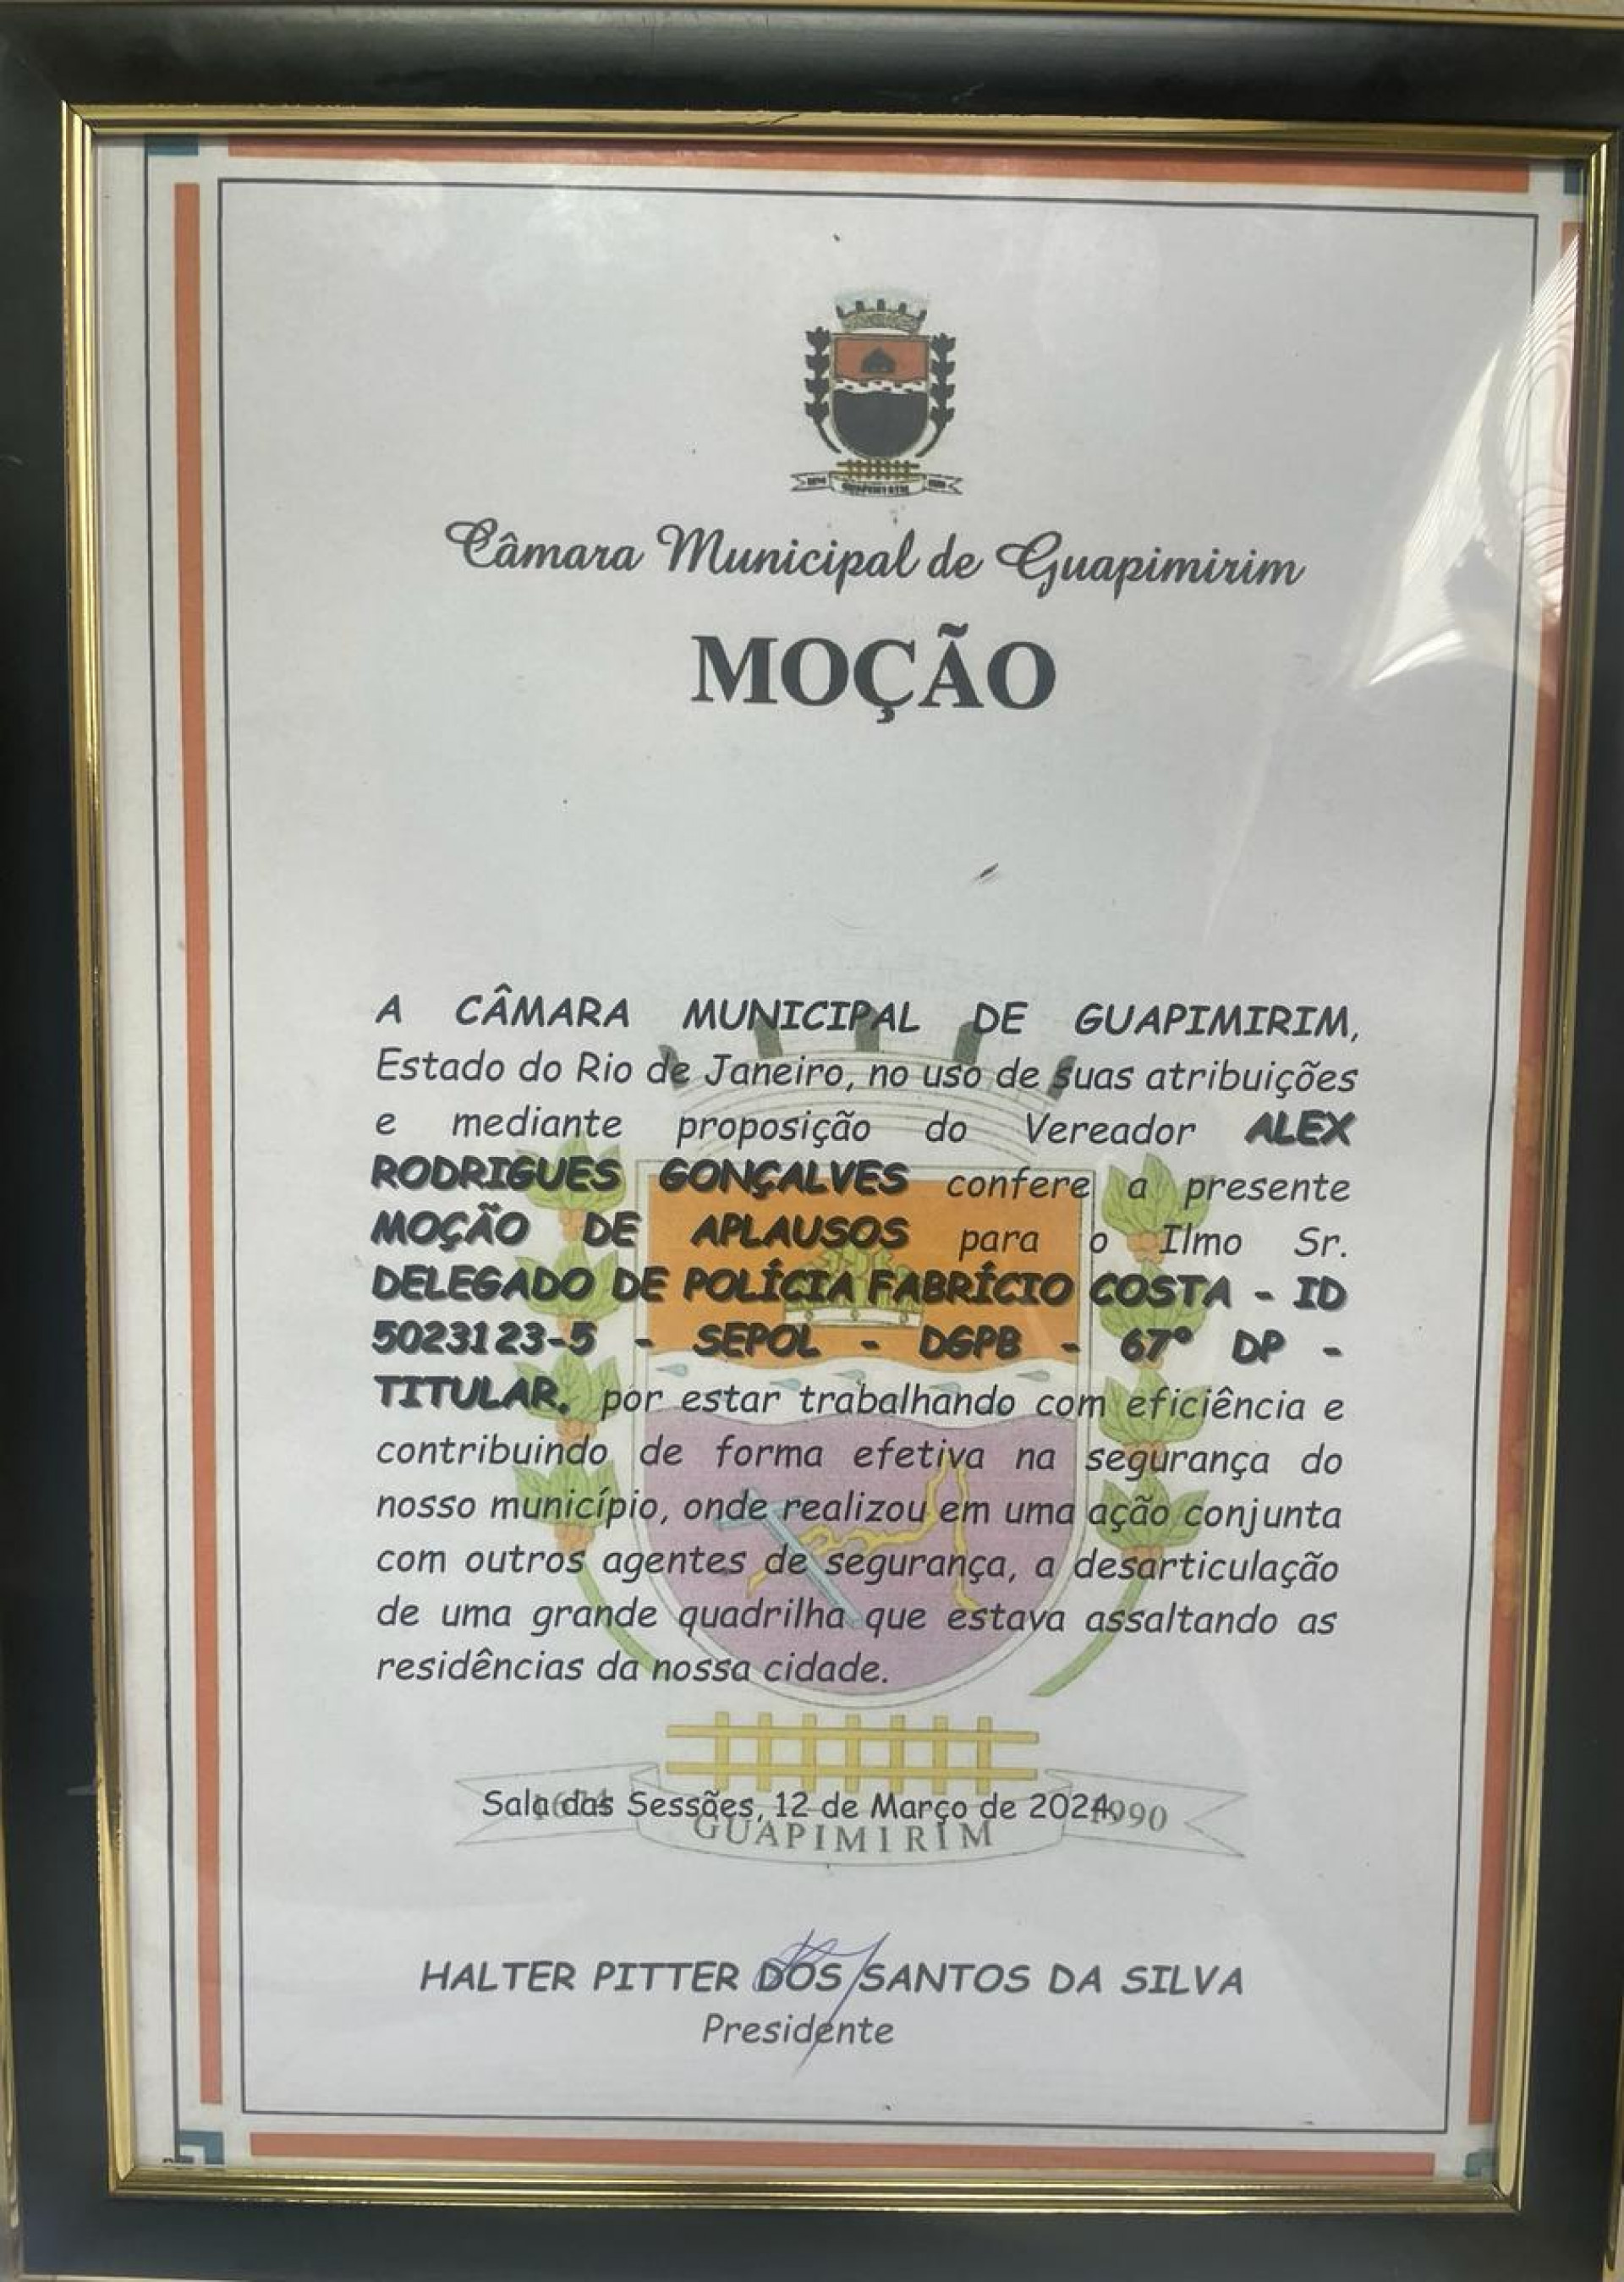 GUAPIMIRIM
Câmara Municipal de Guapimirim
MOÇÃO
A CÂMARA MUNICIPAL DE GUAPIMIRIM,
Estado do Rio de Janeiro, no uso de suas atribuições
e mediante proposição do Vereador ALEX
RODRIGUES GONÇALVES confere a presente
MOÇÃO DE APLAUSOS para o Ilmo Sr.
DELEGADO DE POLÍCIA FABRÍCIO COSTA - ID
5023123-5 - SEPOL - DGPB - 67º DP -
TITULAR. por estar trabalhando com eficiência e
contribuindo de forma efetiva na segurança do
nosso município, onde realizou em uma ação conjunta
com outros agentes de segurança, a desarticulação
de uma grande quadrilha que estava assaltando as
residências da nossa cidade.
Sala das Sessões, 12 de Março de 2024.
1990
GUAPIMIRIM
HALTER PITTER DOS SANTOS DA SILVA
Presidente